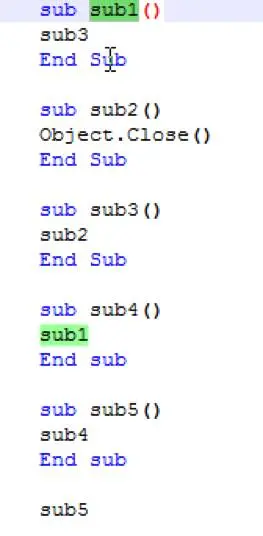 sub sub1()
sub3
End Sub
sub sub2()
Object.Close()
End Sub
sub sub3()
sub2
End Sub
sub sub4()
sub1
End sub
sub sub5()
sub4
End sub
sub5